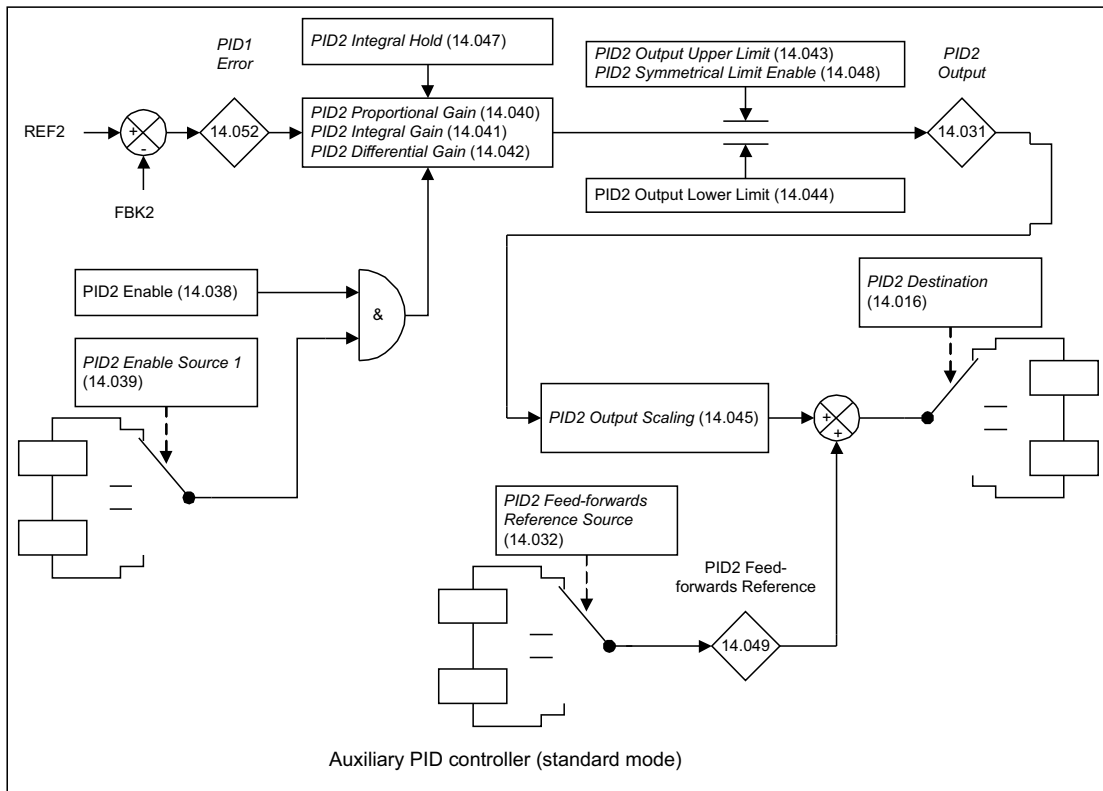 PID1
Error
PID2 Integral Hold (14.047)
PID2 Output Upper Limit (14.043)
PID2 Symmetrical Limit Enable (14.048)
PID2
Output
REF2
+
-
14.052
PID2 Proportional Gain (14.040)
PID2 Integral Gain (14.041)
PID2 Differential Gain (14.042)
14.031
FBK2
PID2 Output Lower Limit (14.044)
PID2 Enable (14.038)
&
PID2 Destination
(14.016)
PID2 Enable Source 1
(14.039)
PID2 Output Scaling (14.045)
+
+
PID2 Feed-forwards
Reference Source
(14.032)
PID2 Feed-
forwards Reference
14.049
Auxiliary PID controller (standard mode)